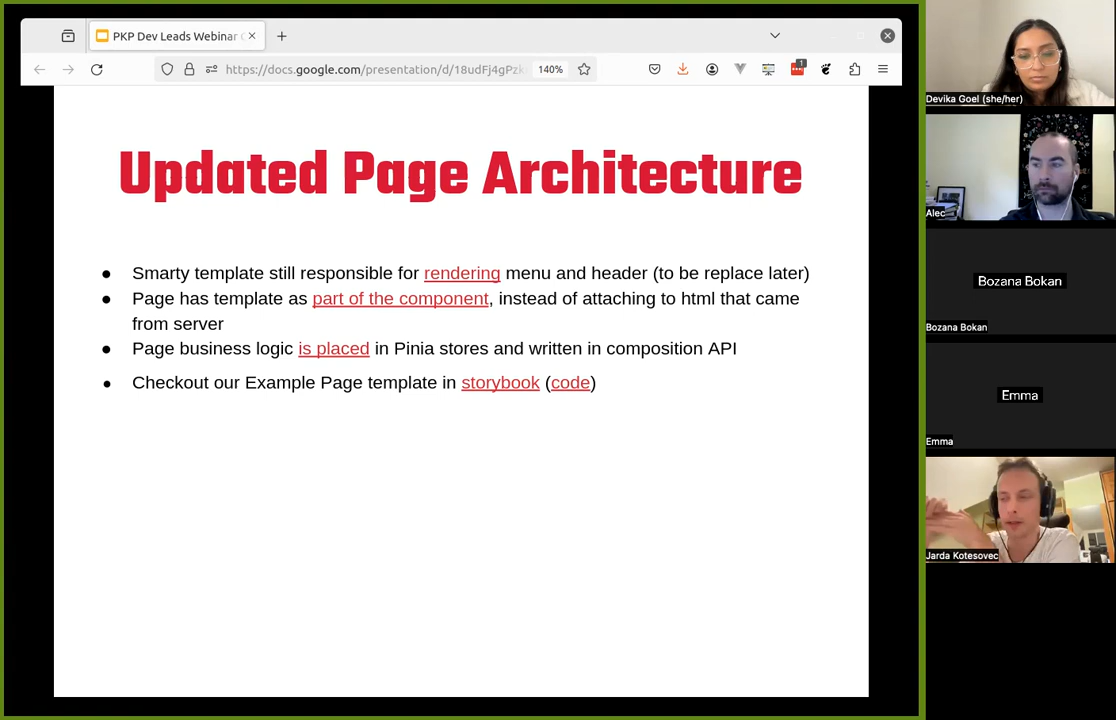 PKP Dev Leads Webinar
https://docs.google.com/presentation/d/18udFj4gPzk
140%
1
Updated Page Architecture
● Smarty template still responsible for rendering menu and header (to be replace later)
● Page has template as part of the component, instead of attaching to html that came
from server
● Page business logic is placed in Pinia stores and written in composition API
● Checkout our Example Page template in storybook (code)
Devika Goel (she/her)
Alec
Bozana Bokan
Bozana Bokan
Emma
Emma
Jarda Kotesovec